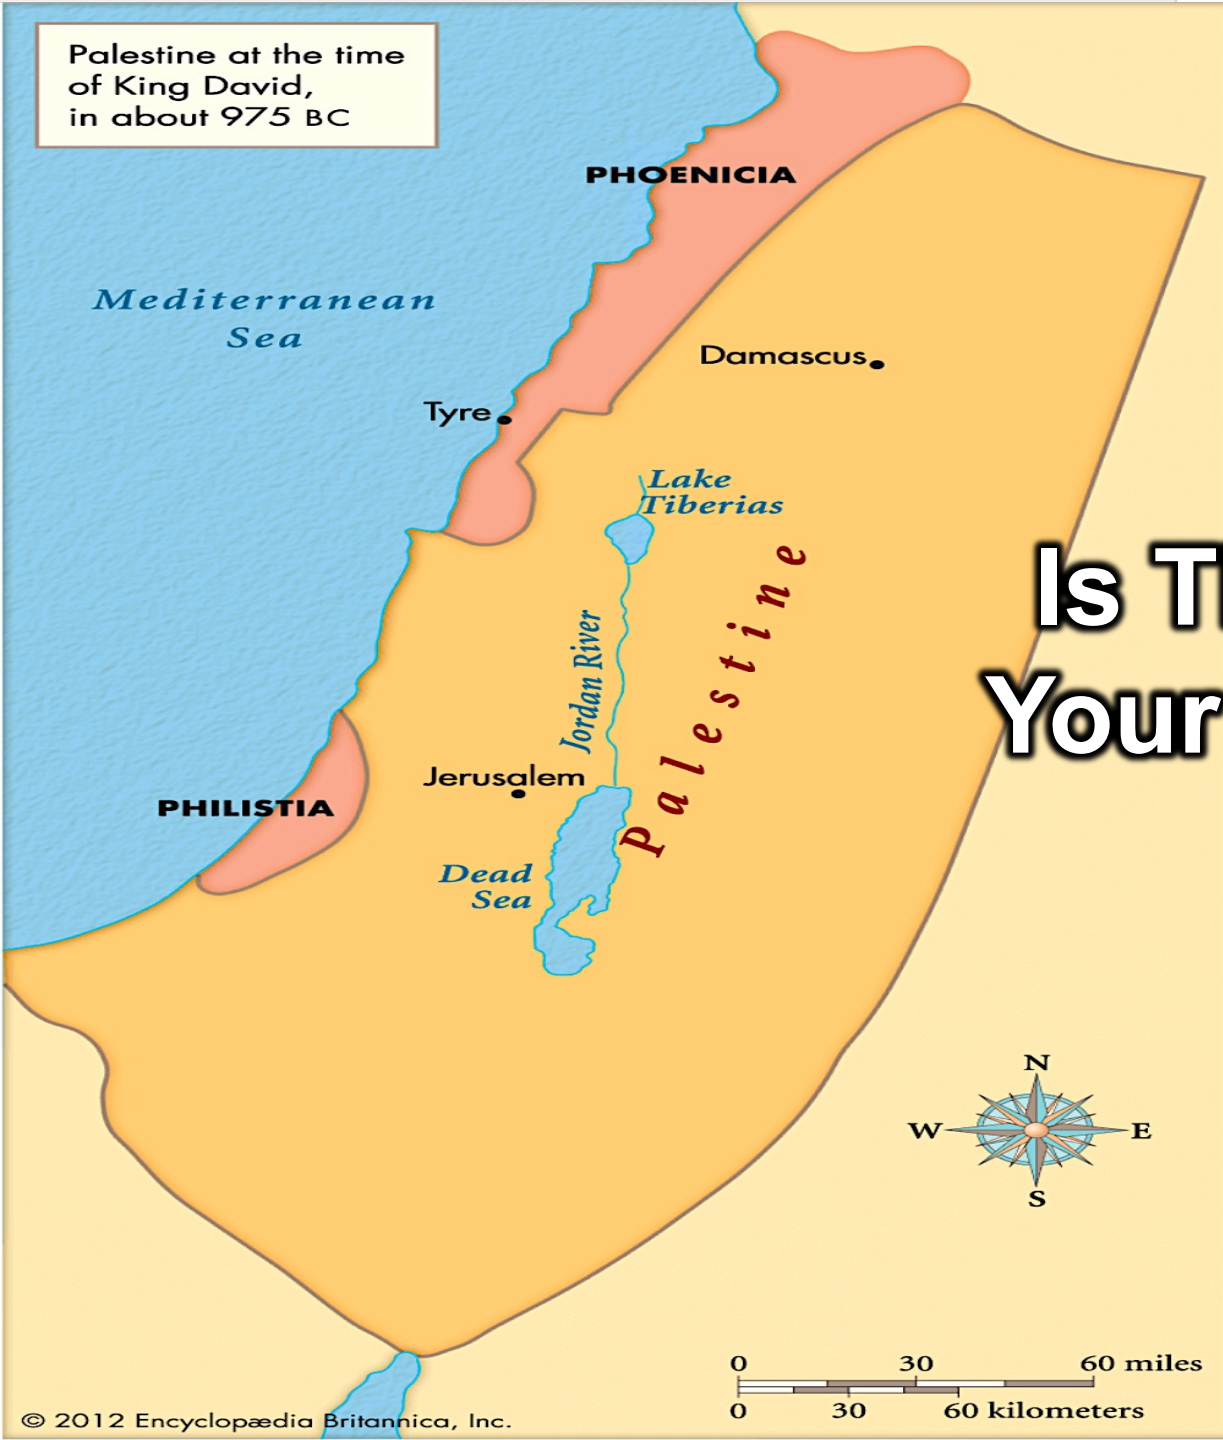 Palestine at the time
of King David,
in about 975 BC
PHOENICIA
Mediterranean
Sea
Damascus
Tyre
Lake
Tiberias
Is
Your
Jordan River
Palestine
Jerusalem
PHILISTIA
Dead
Sea
N
W
E
S
0 30 60 miles
0 30 60 kilometers
© 2012 Encyclopædia Britannica, Inc.